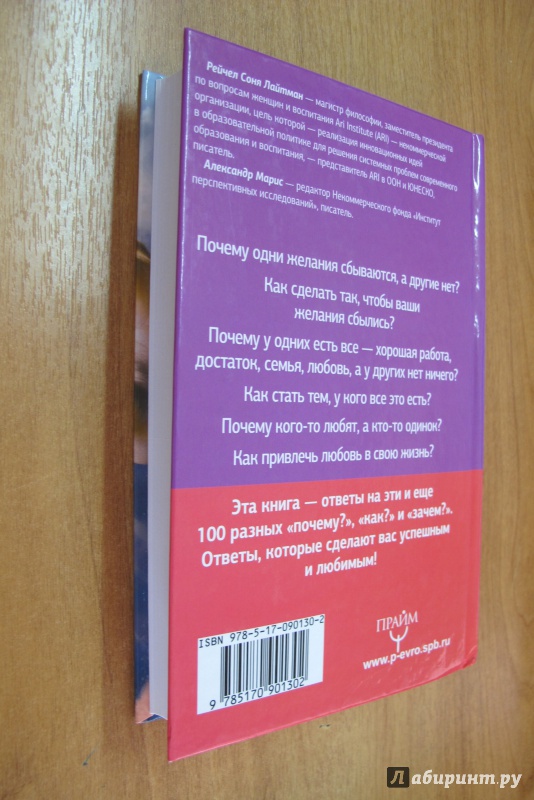 Рейчел Соня Лайтман — магистр философии, заместитель президента
по вопросам женщин и воспитания Ari Institute (ARI) — некоммерческой
организации, цель которой — реализация инновационных идей
в образовательной политике для решения системных проблем современного
образования и воспитания, — представитель ARI в ООН и ЮНЕСКО,
писатель.
Александр Марис — редактор Некоммерческого фонда «Институт
перспективных исследований», писатель.
Почему одни желания сбываются, а другие нет?
Как сделать так, чтобы ваши
желания сбылись?
Почему у одних есть все — хорошая работа,
достаток, семья, любовь, а у других нет ничего?
Как стать тем, у кого все это есть?
Почему кого-то любят, а кто-то одинок?
Как привлечь любовь в свою жизнь?
Эта книга — ответы на эти и еще
100 разных «почему?», «как?» и «зачем?».
Ответы, которые сделают вас успешным
и любимым!
ISBN 978-5-17-090130-2
9 785170 901302
ПРАЙМ
www.p-evro.spb.ru
Лабиринт.ру